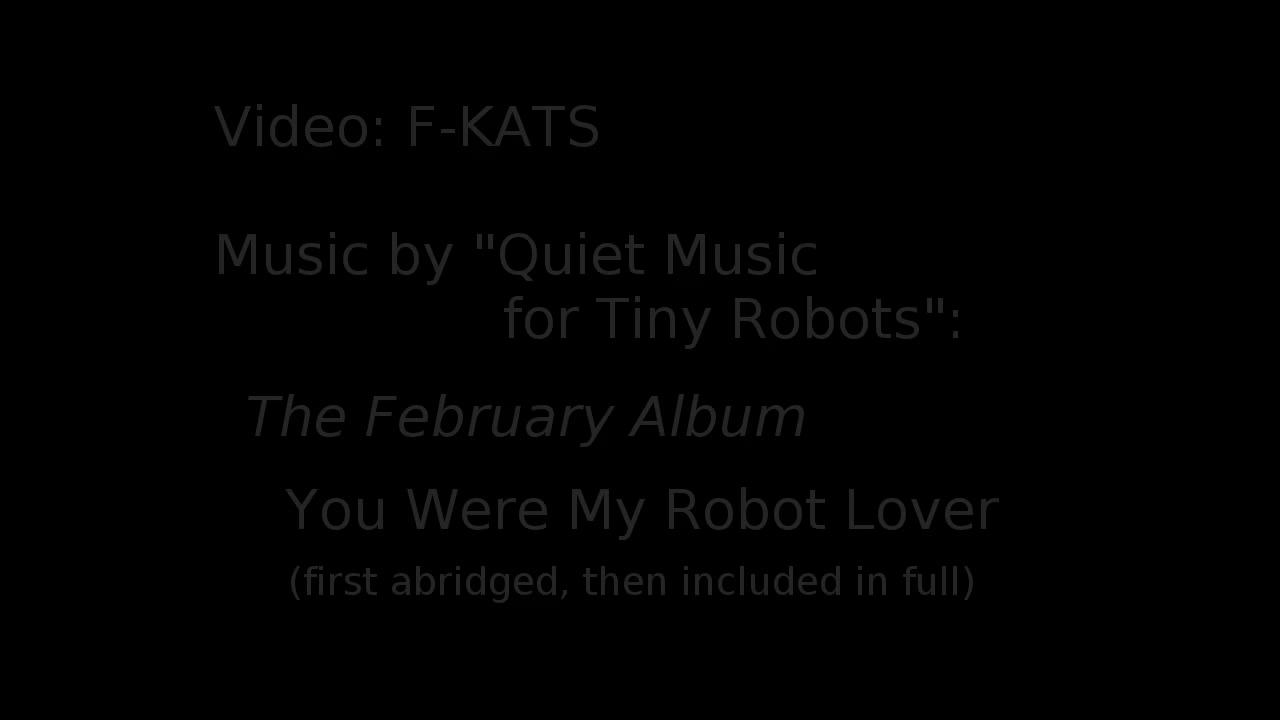 Video: F-KATS
Music by "Quiet Music
for Tiny Robots":
The February Album
You Were My Robot Lover
(first abridged, then included in full)